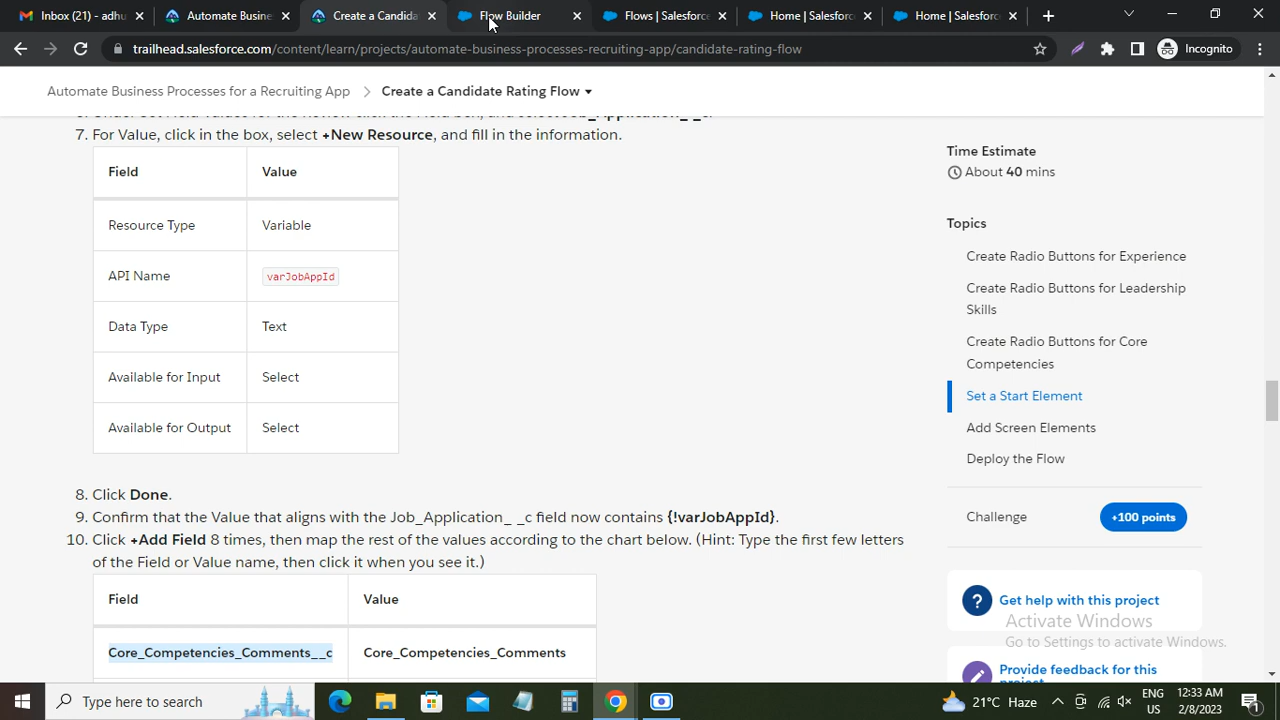 Inbox (21) - adhu
Automate Busine
Create a Candida
Flow Builder
Flows | Salesforce
Home | Salesforc
Home | Salesforc
trailhead.salesforce.com/content/learn/projects/automate-business-processes-recruiting-app/candidate-rating-flow
Incognito
Automate Business Processes for a Recruiting App
Create a Candidate Rating Flow
7. For Value, click in the box, select +New Resource, and fill in the information.
Field Value
Resource Type Variable
API Name varJobAppId
Data Type Text
Available for Input Select
Available for Output Select
8. Click Done.
9. Confirm that the Value that aligns with the Job_Application_ _c field now contains {!varJobAppId}.
10. Click +Add Field 8 times, then map the rest of the values according to the chart below. (Hint: Type the first few letters
of the Field or Value name, then click it when you see it.)
Field Value
Core_Competencies_Comments__c Core_Competencies_Comments
Time Estimate
About 40 mins
Topics
Create Radio Buttons for Experience
Create Radio Buttons for Leadership
Skills
Create Radio Buttons for Core
Competencies
Set a Start Element
Add Screen Elements
Deploy the Flow
Challenge
+100 points
Get help with this project
Activate Windows
Go to Settings to activate Windows.
Provide feedback for this
Type here to search
21°C Haze
ENG
US
12:33 AM
2/8/2023
1